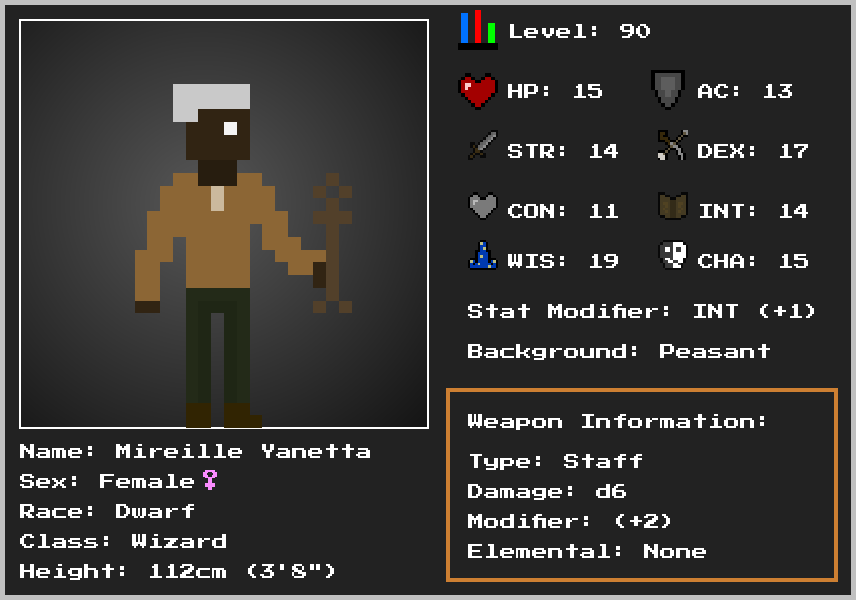 Level: 90
HP: 15 AC: 13
STR: 14 DEX: 17
CON: 11 INT: 14
WIS: 19 CHA: 15
Stat Modifier: INT (+1)
Background: Peasant
Weapon Information:
Type: Staff
Damage: d6
Modifier: (+2)
Elemental: None
Name: Mireille Yanetta
Sex: Female♀
Race: Dwarf
Class: Wizard
Height: 112cm (3'8")